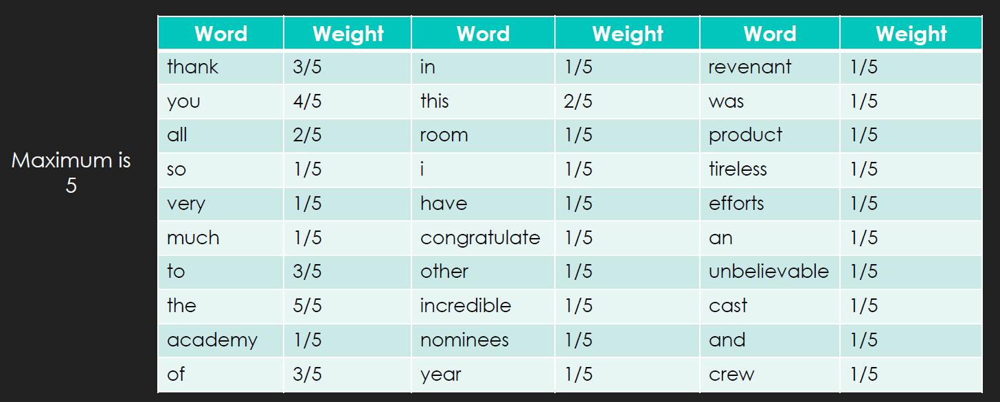 Maximum is
5
Word Weight Word Weight Word Weight
thank 3/5 in 1/5 revenant 1/5
you 4/5 this 2/5 was 1/5
all 2/5 room 1/5 product 1/5
so 1/5 i 1/5 tireless 1/5
very 1/5 have 1/5 efforts 1/5
much 1/5 congratulate 1/5 an 1/5
to 3/5 other 1/5 unbelievable 1/5
the 5/5 incredible 1/5 cast 1/5
academy 1/5 nominees 1/5 and 1/5
of 3/5 year 1/5 crew 1/5